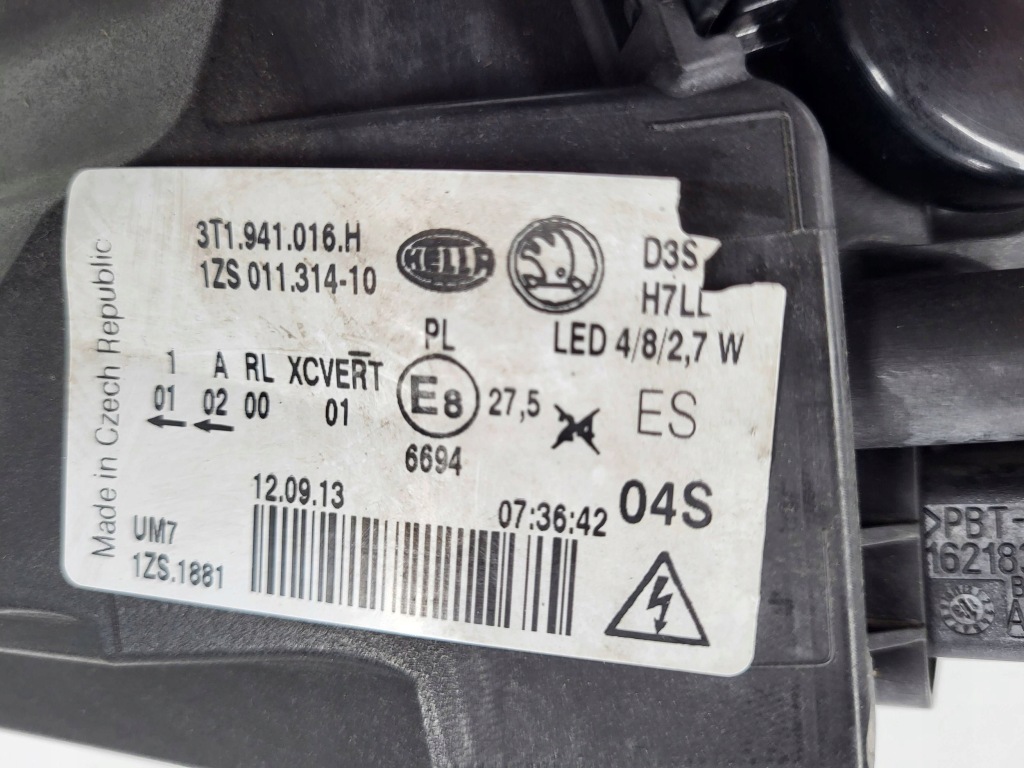 3T1.941.016.H
1ZS 011.314-10
HELLA
D3S
H7LL
LED 4/8/2,7 W
PL
1 A RL XCVERT
01 02 00 01
E8
27,5
ES
6694
12.09.13
07:36:42
04S
UM7
1ZS.1881
Made in Czech Republic
>PBT-
162183